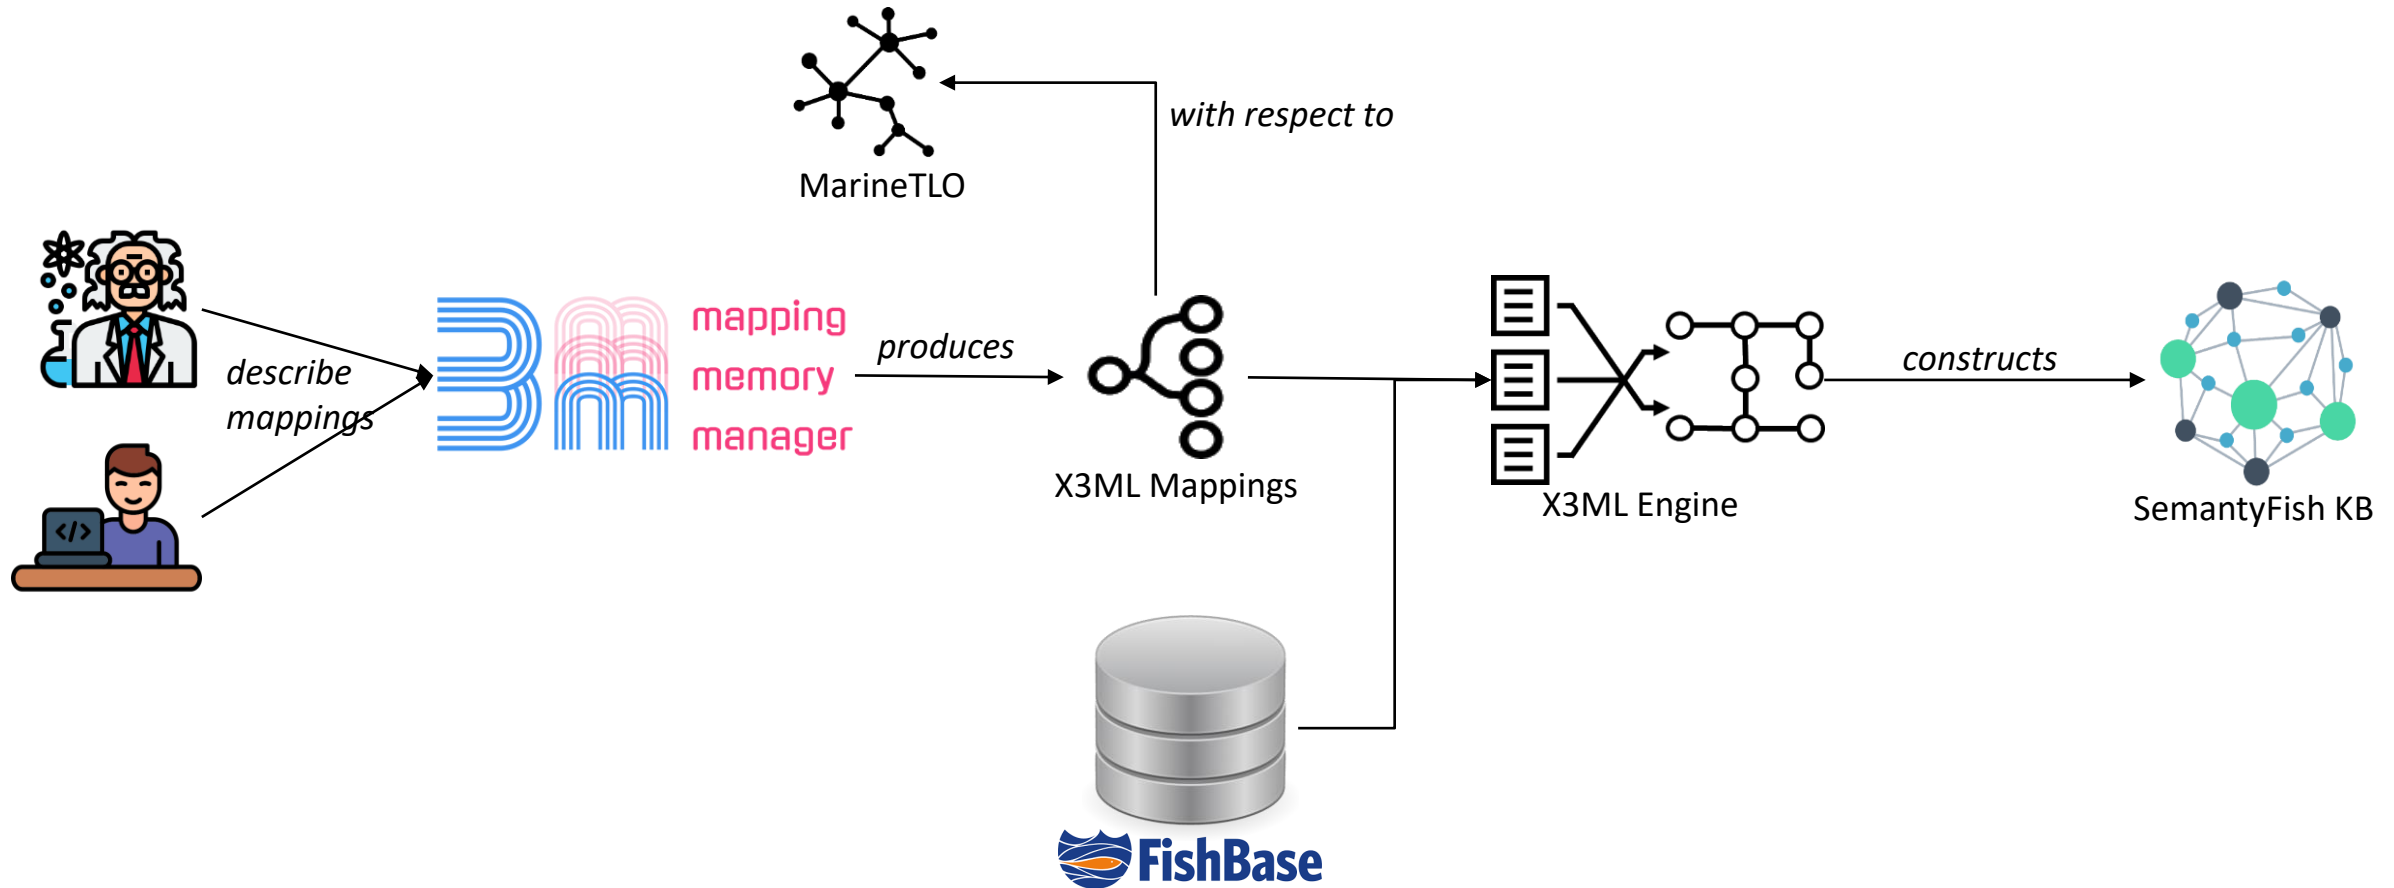 with respect to
MarineTLO
describe
mappings
mapping
memory
manager
produces
X3ML Mappings
X3ML Engine
constructs
SemantyFish KB
</>
FishBase